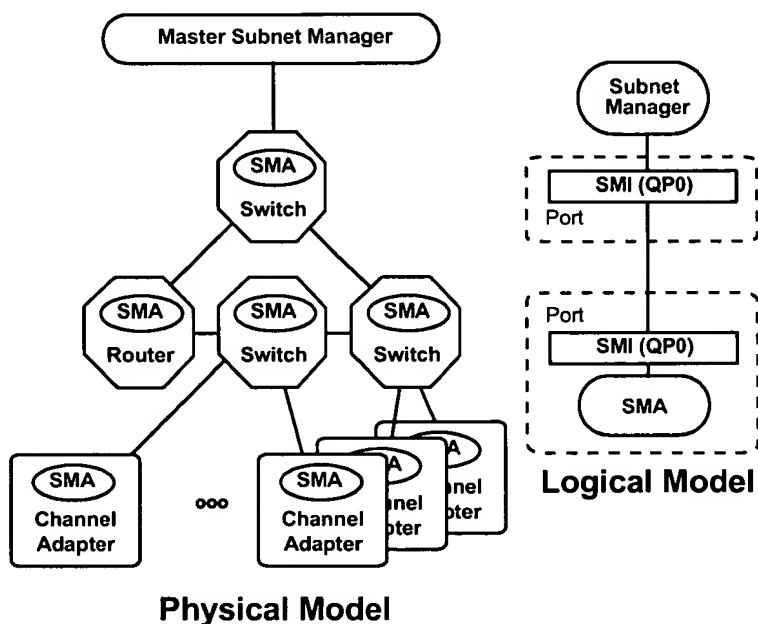 Master Subnet Manager
SMA
Switch
SMA
Router
SMA
Switch
SMA
Switch
SMA
Channel
Adapter
ooo
SMA
Channel
Adapter
Physical Model
Subnet
Manager
SMI (QP0)
Port
Port
SMI (QP0)
SMA
Logical Model